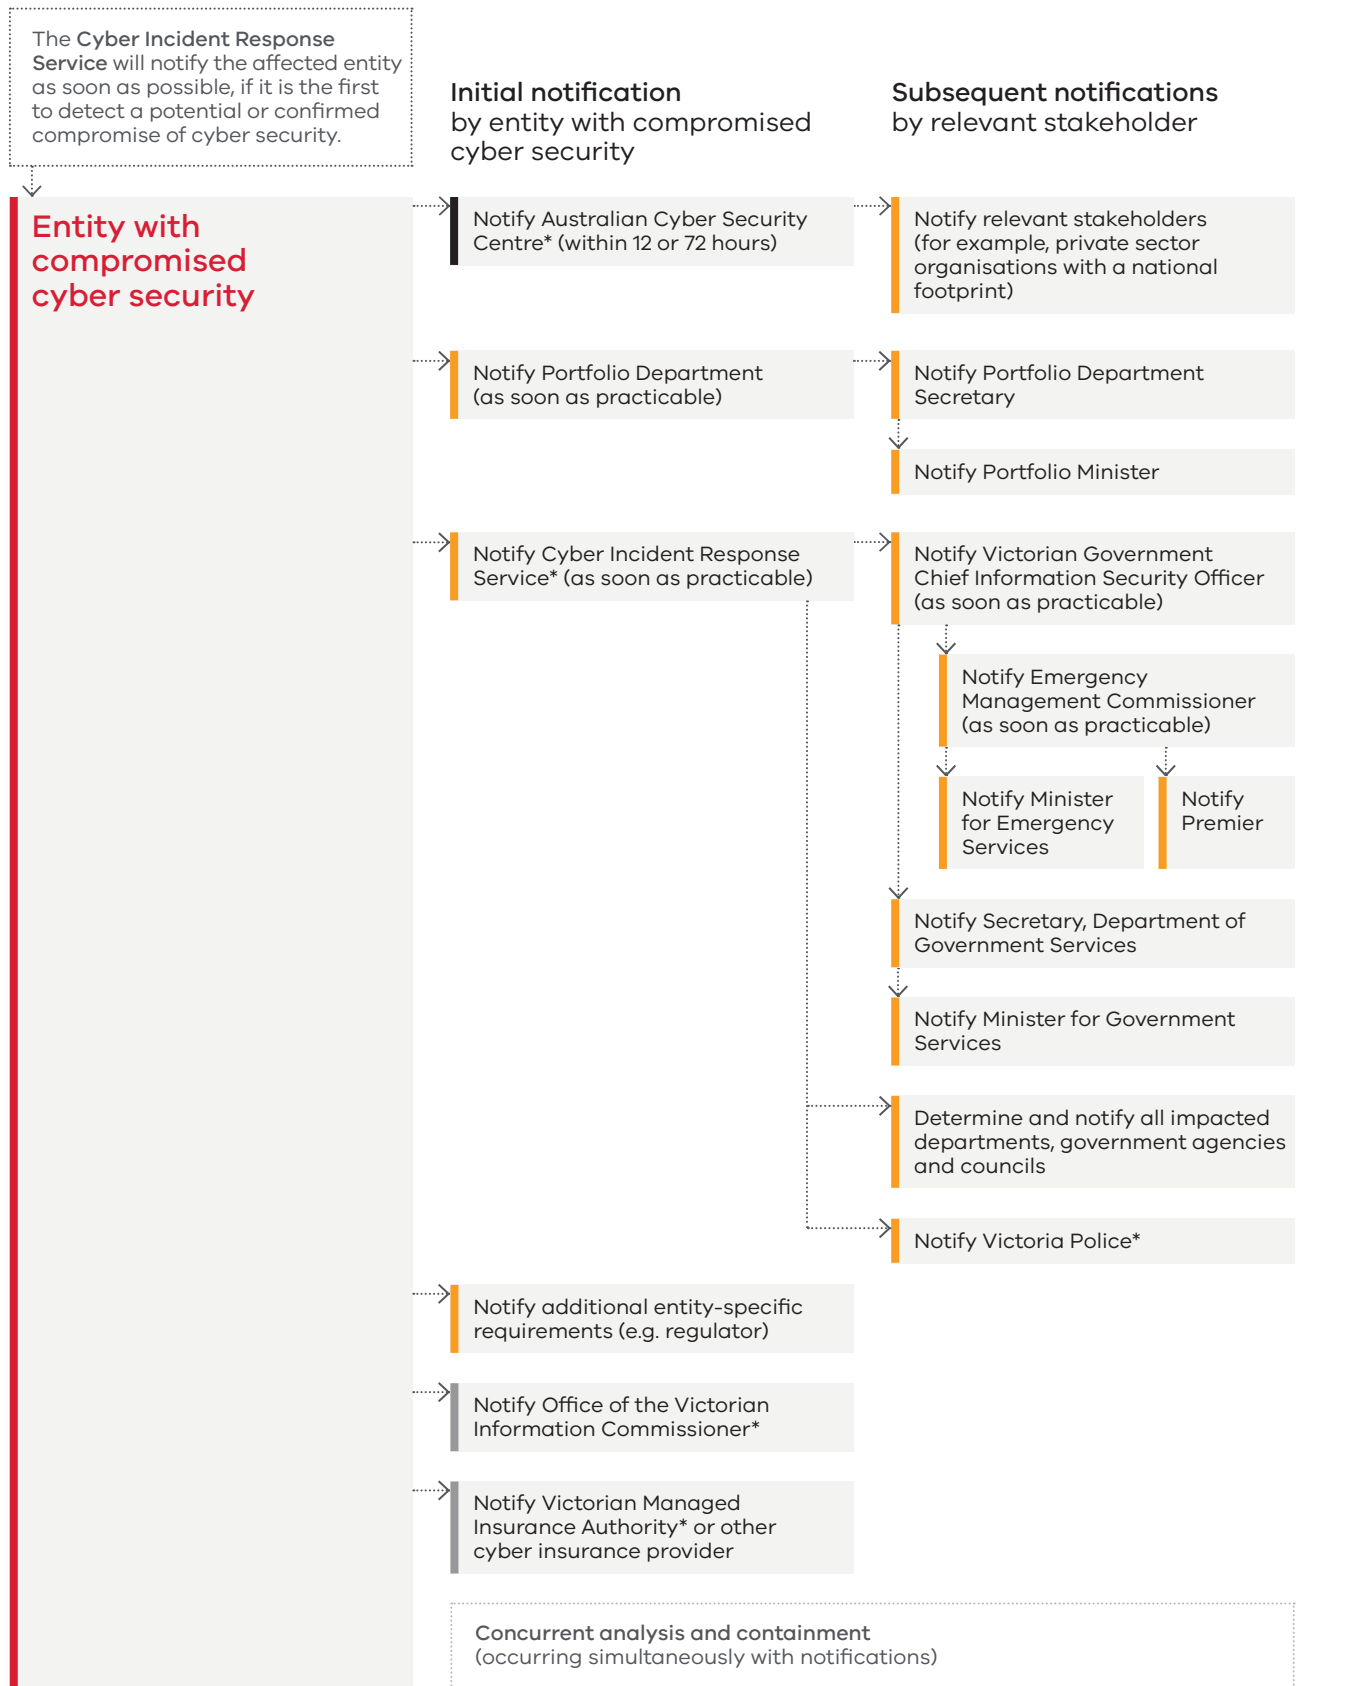 The Cyber Incident Response
Service will notify the affected entity
as soon as possible, if it is the first
to detect a potential or confirmed
compromise of cyber security.
Initial notification
by entity with compromised
cyber security
Subsequent notifications
by relevant stakeholder
Entity with
compromised
cyber security
Notify Australian Cyber Security
Centre* (within 12 or 72 hours)
Notify relevant stakeholders
(for example, private sector
organisations with a national
footprint)
Notify Portfolio Department
(as soon as practicable)
Notify Portfolio Department
Secretary
Notify Portfolio Minister
Notify Cyber Incident Response
Service* (as soon as practicable)
Notify Victorian Government
Chief Information Security Officer
(as soon as practicable)
Notify Emergency
Management Commissioner
(as soon as practicable)
Notify Minister
for Emergency
Services
Notify
Premier
Notify Secretary, Department of
Government Services
Notify Minister for Government
Services
Determine and notify all impacted
departments, government agencies
and councils
Notify Victoria Police*
Notify additional entity-specific
requirements (e.g. regulator)
Notify Office of the Victorian
Information Commissioner*
Notify Victorian Managed
Insurance Authority* or other
cyber insurance provider
Concurrent analysis and containment
(occurring simultaneously with notifications)